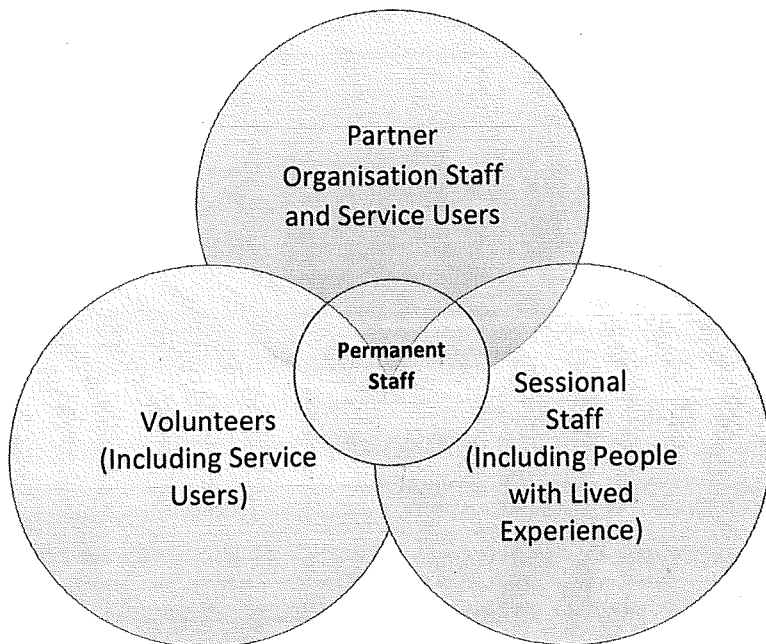 Partner
Organisation Staff
and Service Users
Permanent
Staff
Volunteers
(Including Service
Users)
Sessional
Staff
(Including People
with Lived
Experience)